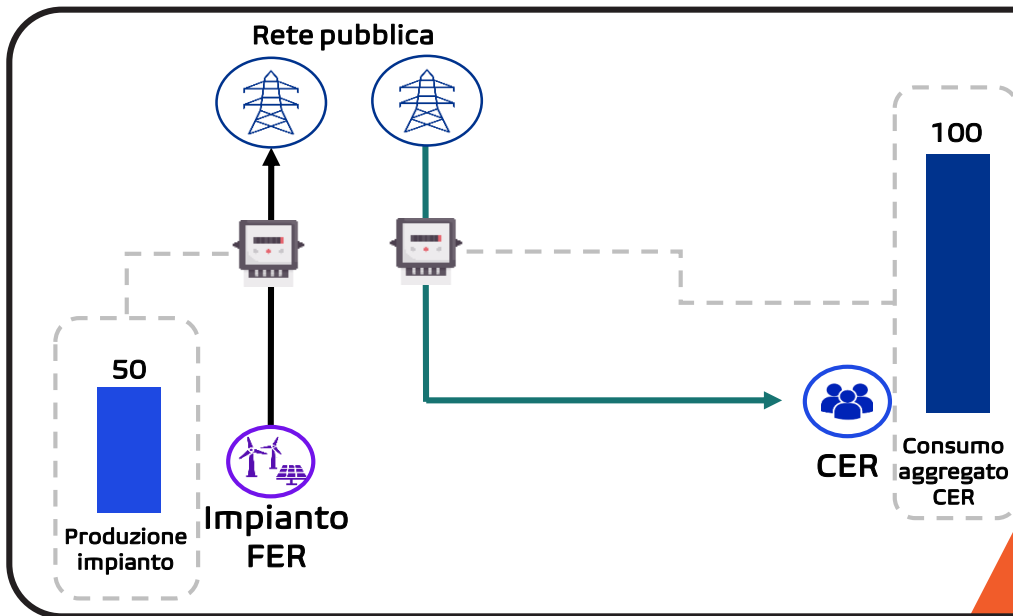 Rete pubblica
100
50
Produzione
impianto
Impianto
FER
CER
Consumo
aggregato
CER